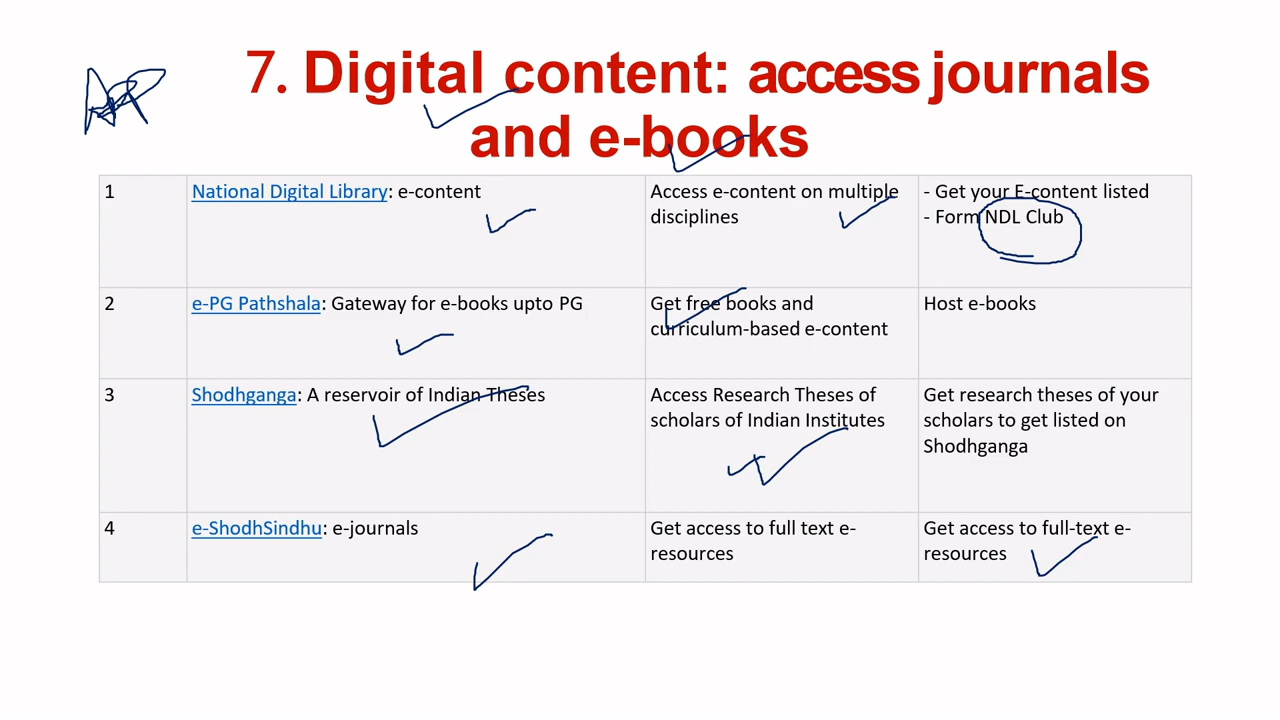 7. Digital content: access journals
and e-books
1
National Digital Library: e-content
Access e-content on multiple
disciplines
- Get your E-content listed
- Form NDL Club
2
e-PG Pathshala: Gateway for e-books upto PG
Get free books and
curriculum-based e-content
Host e-books
3
Shodhganga: A reservoir of Indian Theses
Access Research Theses of
scholars of Indian Institutes
Get research theses of your
scholars to get listed on
Shodhganga
4
e-ShodhSindhu: e-journals
Get access to full text e-
resources
Get access to full-text e-
resources